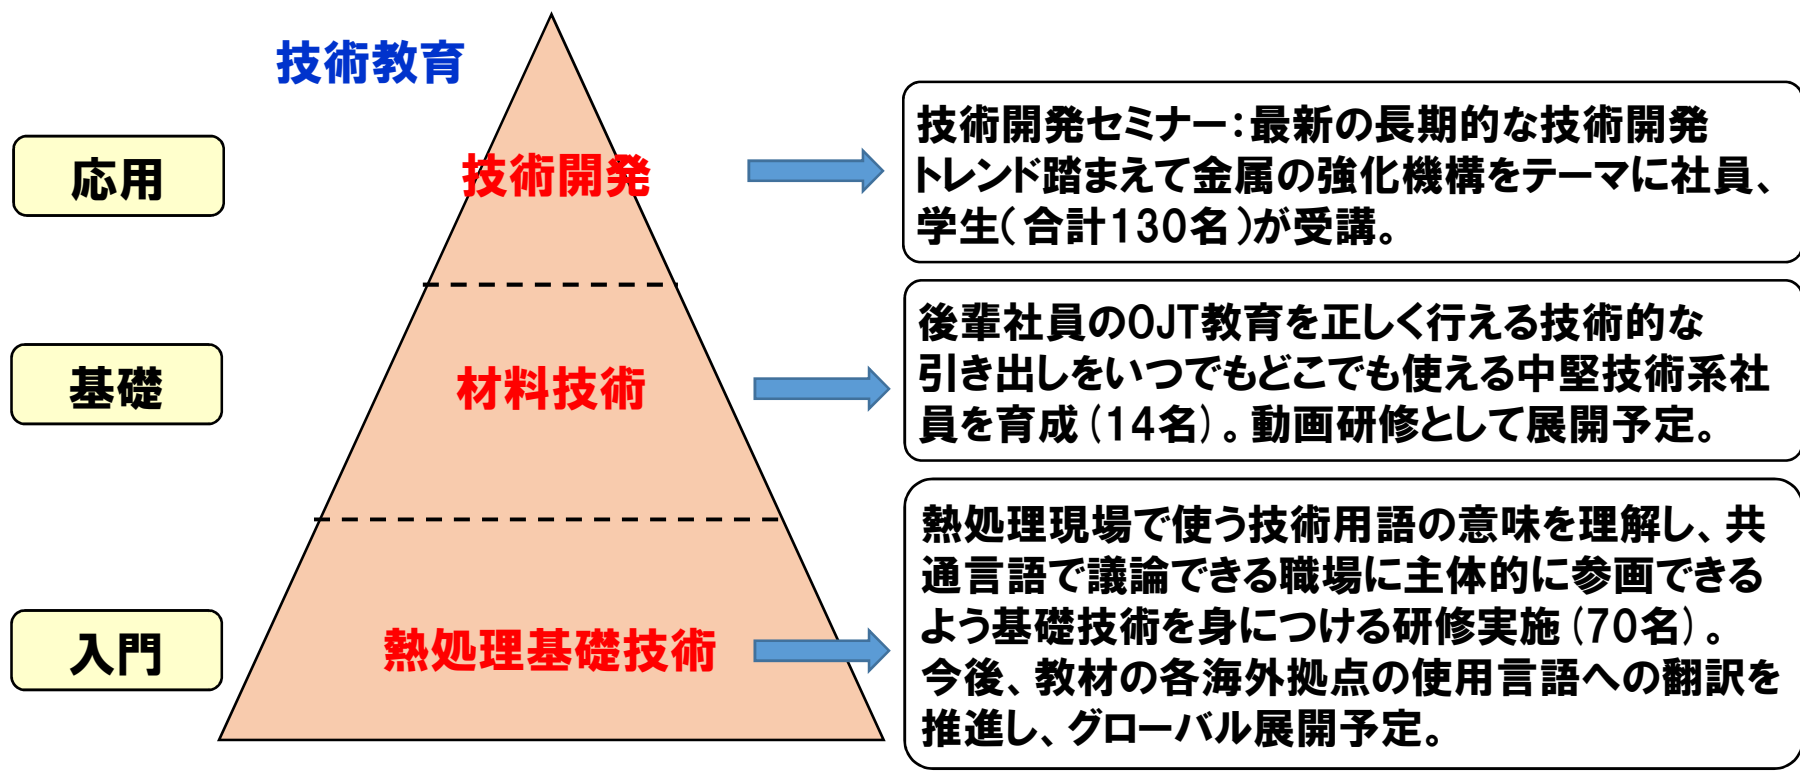 技術教育
応用
技術開発
技術開発セミナー：最新の長期的な技術開発
トレンド踏まえて金属の強化機構をテーマに社員、
学生（合計130名）が受講。
基礎
材料技術
後輩社員のOJT教育を正しく行える技術的な
引き出しをいつでもどこでも使える中堅技術系社
員を育成（14名）。動画研修として展開予定。
入門
熱処理基礎技術
熱処理現場で使う技術用語の意味を理解し、共
通言語で議論できる職場に主体的に参画できる
よう基礎技術を身につける研修実施（70名）。
今後、教材の各海外拠点の使用言語への翻訳を
推進し、グローバル展開予定。